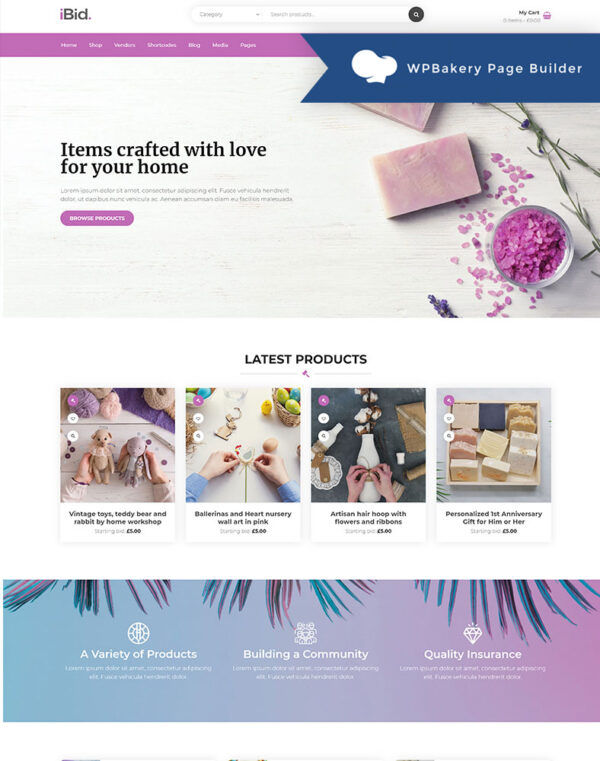 iBid.
Category
Search products...
My Cart
0 items - £0.00
Home Shop Vendors Shortcodes Blog Media Pages
WPBakery Page Builder
Items crafted with love
for your home
Lorem ipsum dolor sit amet, consectetur adipiscing elit. Fusce vehicula hendrerit
dolor, ut dapibus nunc vehicula ac. Aenean accumsan diam eu facilisis malesuada.
BROWSE PRODUCTS
LATEST PRODUCTS
Vintage toys, teddy bear and
rabbit by home workshop
Starting bid: £5.00
Ballerinas and Heart nursery
wall art in pink
Starting bid: £5.00
Artisan hair hoop with
flowers and ribbons
Starting bid: £5.00
Personalized 1st Anniversary
Gift for Him or Her
Starting bid: £5.00
A Variety of Products
Lorem ipsum dolor sit amet, consectetur adipiscing
elit. Fusce vehicula hendrerit dolor.
Building a Community
Lorem ipsum dolor sit amet, consectetur adipiscing
elit. Fusce vehicula hendrerit dolor.
Quality Insurance
Lorem ipsum dolor sit amet, consectetur adipiscing
elit. Fusce vehicula hendrerit dolor.